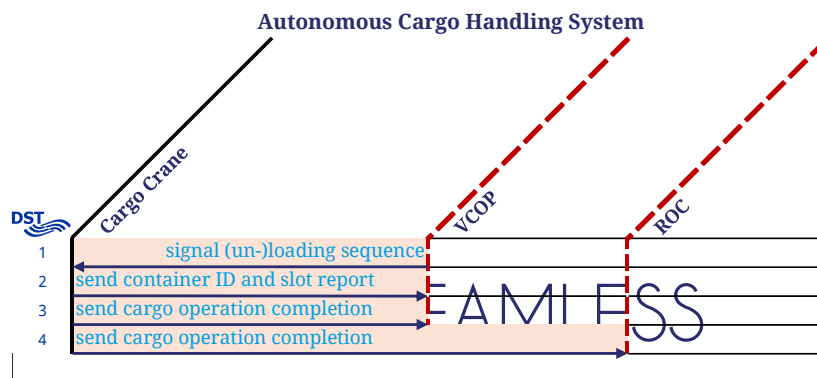 Autonomous Cargo Handling System
Cargo Crane
VCOP
ROC
DST
1
signal (un-)loading sequence
2
send container ID and slot report
3
send cargo operation completion
4
send cargo operation completion